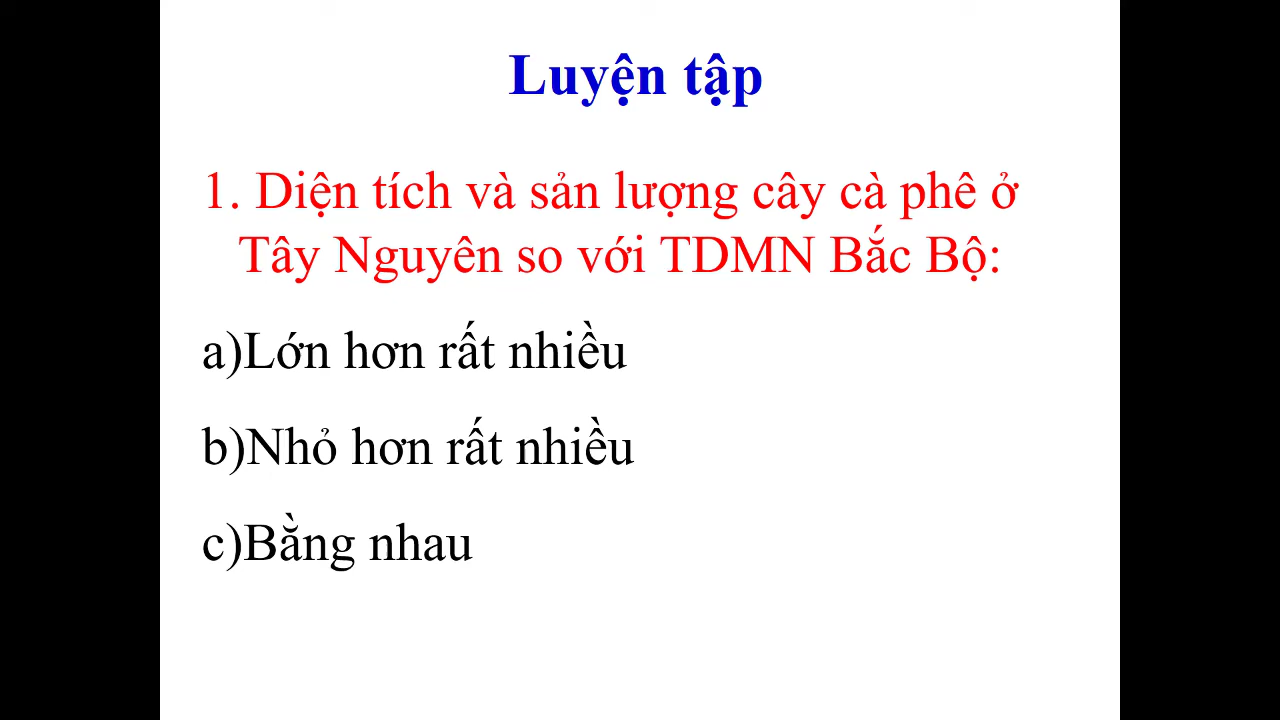 Luyện tập
1. Diện tích và sản lượng cây cà phê ở
Tây Nguyên so với TDMN Bắc Bộ:
a)Lớn hơn rất nhiều
b)Nhỏ hơn rất nhiều
c)Bằng nhau